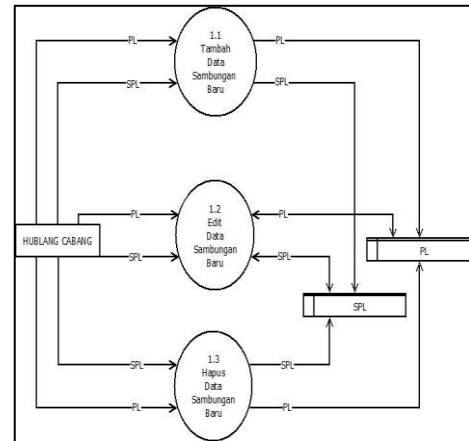 PL
1.1
Tambah
Data
Sambungan
Baru
PL
SPL
SPL
PL
1.2
Edit
Data
Sambungan
Baru
PL
HUBLANG CABANG
SPL
SPL
PL
SPL
SPL
1.3
Hapus
Data
Sambungan
Baru
SPL
PL
PL